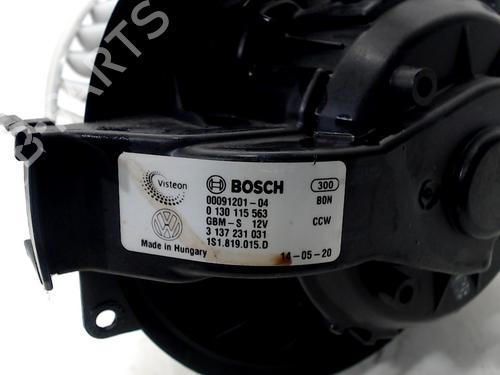 B-PARTS
Visteon
BOSCH
300
00091201-04
BON
0 130 115 563
GBM-S 12V
CCW
3 137 231 031
Made in Hungary
1S1.819.015.D
14-05-20